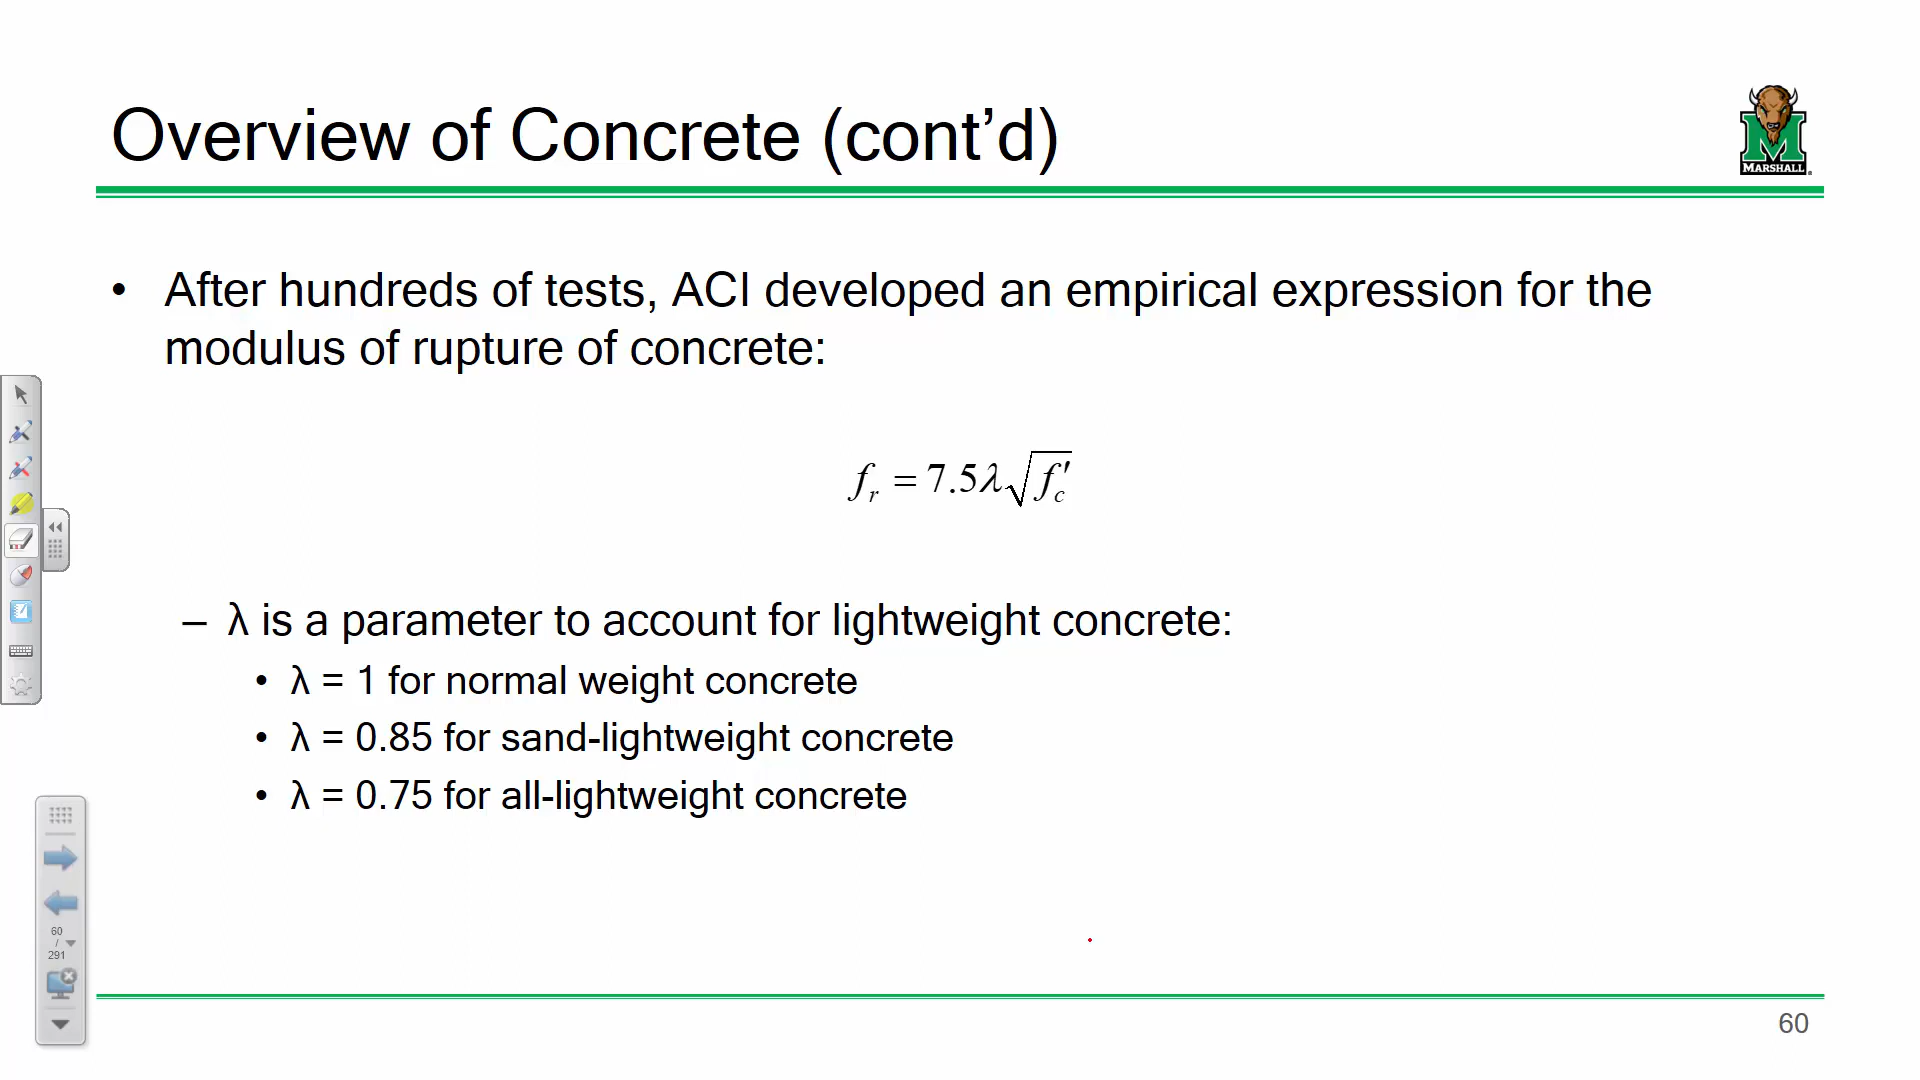 Overview of Concrete (cont’d)
MARSHALL
• After hundreds of tests, ACI developed an empirical expression for the
modulus of rupture of concrete:
f_r = 7.5λ√f_c′
– λ is a parameter to account for lightweight concrete:
• λ = 1 for normal weight concrete
• λ = 0.85 for sand-lightweight concrete
• λ = 0.75 for all-lightweight concrete
60
/
291
60